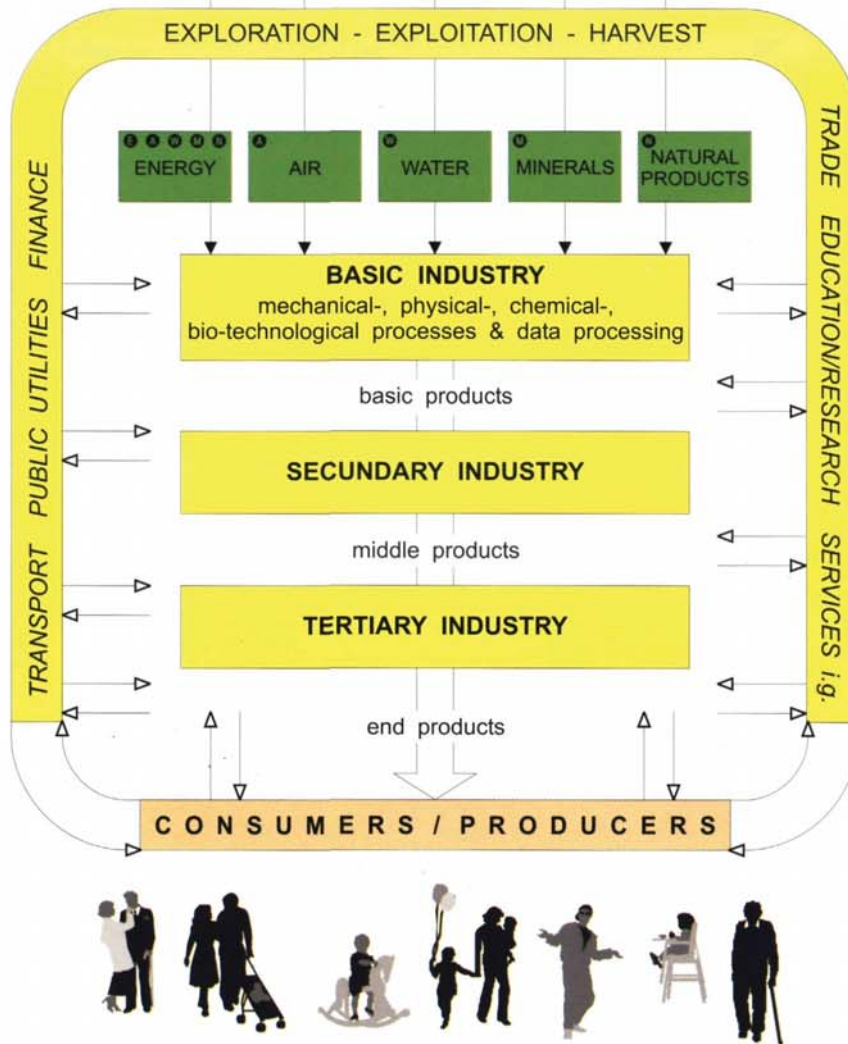 EXPLORATION - EXPLOITATION - HARVEST
TRANSPORT PUBLIC UTILITIES FINANCE
TRADE EDUCATION/RESEARCH SERVICES i.g.
E A W M N
ENERGY
A
AIR
W
WATER
M
MINERALS
N
NATURAL
PRODUCTS
BASIC INDUSTRY
mechanical-, physical-, chemical-,
bio-technological processes & data processing
basic products
SECUNDARY INDUSTRY
middle products
TERTIARY INDUSTRY
end products
CONSUMERS / PRODUCERS